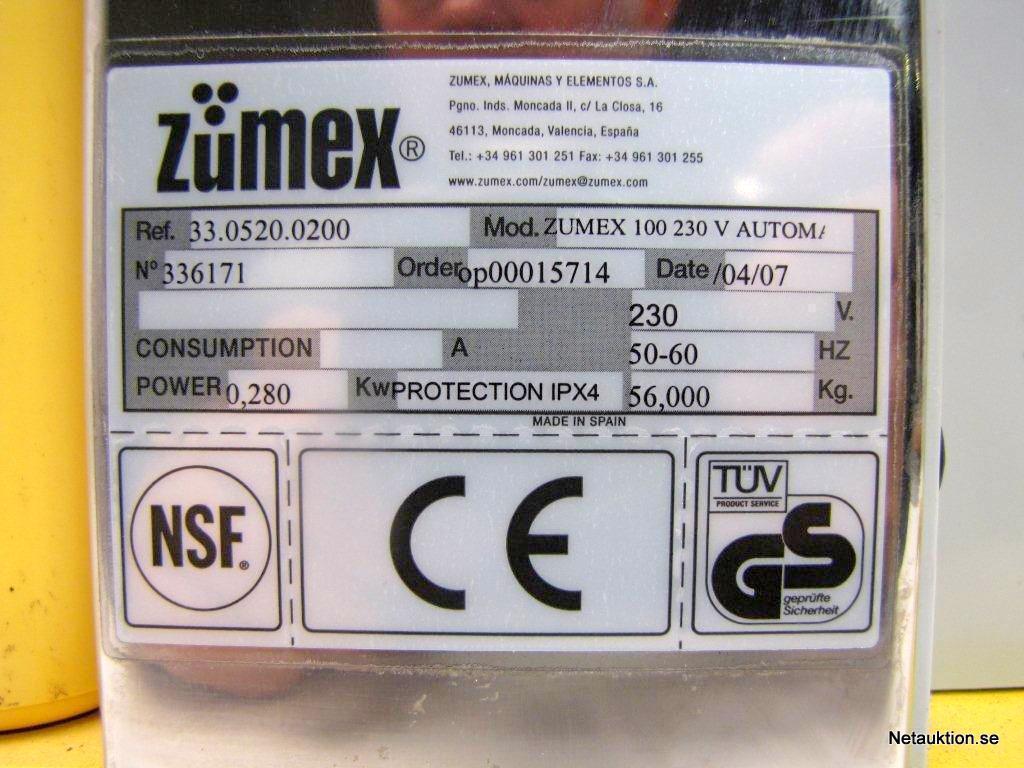 zümex®
ZUMEX, MÁQUINAS Y ELEMENTOS S.A.
Pgno. Inds. Moncada II, c/ La Closa, 16
46113, Moncada, Valencia, España
Tel.: +34 961 301 251 Fax: +34 961 301 255
www.zumex.com/zumex@zumex.com
Ref. 33.0520.0200 Mod. ZUMEX 100 230 V AUTOMA
Nº 336171 Order op00015714 Date /04/07
230 V.
CONSUMPTION A 50-60 HZ
POWER 0,280 Kw PROTECTION IPX4 56,000 Kg.
MADE IN SPAIN
NSF®
CE
TÜV
PRODUCT SERVICE
GS
geprüfte
Sicherheit
Netauktion.se